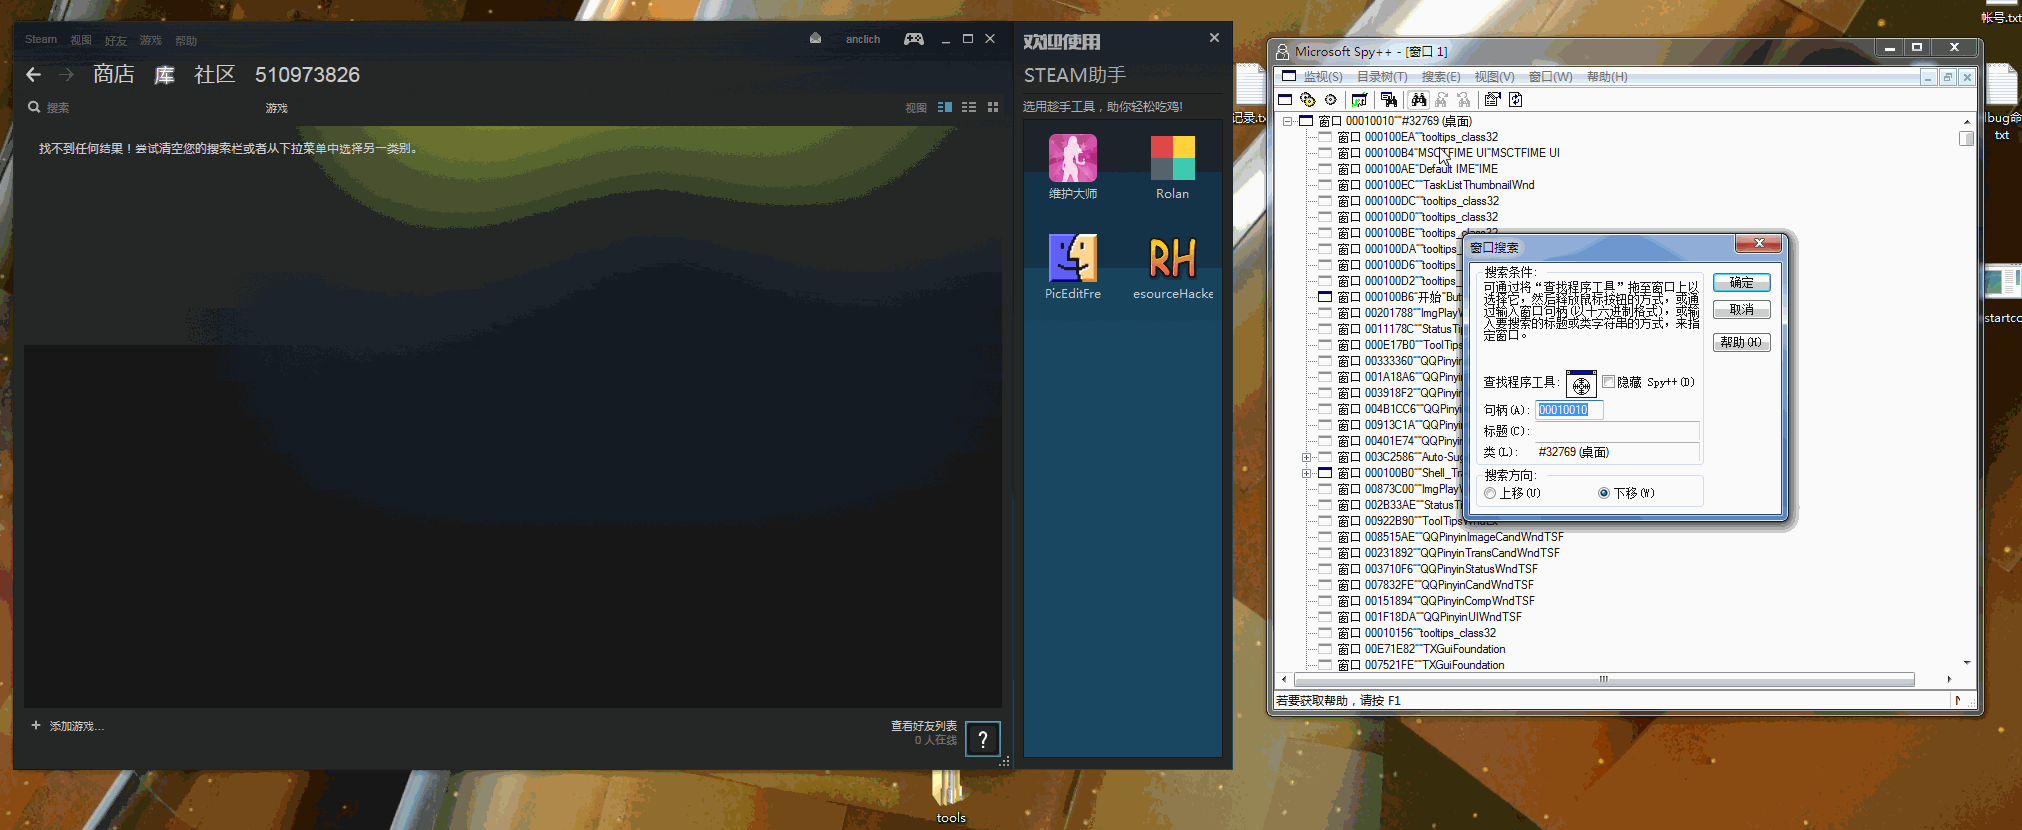 Steam 视图 好友 游戏 帮助
anclich
商店 库 社区 510973826
搜索
游戏
视图
找不到任何结果！尝试清空您的搜索栏或者从下拉菜单中选择另一类别。
添加游戏...
查看好友列表
0 人在线
?
欢迎使用
STEAM助手
选用趁手工具，助你轻松吃鸡!
维护大师
Rolan
PicEditFre
esourceHacke
RH
tools
帐号.txt
记录.tx
lbug命
txt
startcc
Microsoft Spy++ - [窗口 1]
监视(S) 目录树(T) 搜索(E) 视图(V) 窗口(W) 帮助(H)
窗口 00010010""#32769 (桌面)
窗口 000100EA""tooltips_class32
窗口 000100B4"MSCTFIME UI"MSCTFIME UI
窗口 000100AE"Default IME"IME
窗口 000100EC""TaskListThumbnailWnd
窗口 000100DC""tooltips_class32
窗口 000100D0""tooltips_class32
窗口 000100BE""tooltips_class32
窗口 000100DA""tooltips_
窗口 000100D6""tooltips_
窗口 000100D2""tooltips_
窗口 000100B6"开始"But
窗口 00201788""ImgPlayW
窗口 0011178C""StatusTi
窗口 000E17B0""ToolTips
窗口 00333360""QQPinyin
窗口 001A18A6""QQPinyi
窗口 003918F2""QQPinyin
窗口 004B1CC6""QQPinyi
窗口 00913C1A""QQPinyi
窗口 00401E74""QQPinyin
窗口 003C2586""Auto-Sug
窗口 000100B0""Shell_Tra
窗口 00873C00""ImgPlayW
窗口 002B33AE""StatusTi
窗口 00922B90""ToolTipsWndEx
窗口 008515AE""QQPinyinImageCandWndTSF
窗口 00231892""QQPinyinTransCandWndTSF
窗口 003710F6""QQPinyinStatusWndTSF
窗口 007832FE""QQPinyinCandWndTSF
窗口 00151894""QQPinyinCompWndTSF
窗口 001F18DA""QQPinyinUIWndTSF
窗口 00010156""tooltips_class32
窗口 00E71E82""TXGuiFoundation
窗口 007521FE""TXGuiFoundation
若要获取帮助，请按 F1
窗口搜索
搜索条件:
可通过将“查找程序工具”拖至窗口上以
选择它，然后释放鼠标按钮的方式，或通
过输入窗口句柄(以十六进制格式)，或输
入要搜索的标题或类字符串的方式，来指
定窗口。
确定
取消
帮助(H)
查找程序工具:
隐藏 Spy++(D)
句柄(A): 00010010
标题(C):
类(L): #32769 (桌面)
搜索方向:
上移(U)
下移(W)